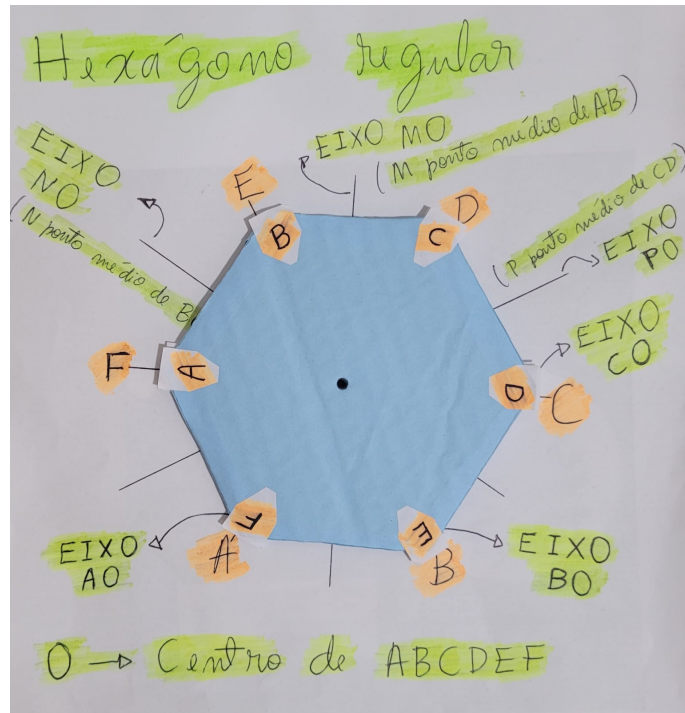 Hexágono regular
EIXO MO
(M ponto médio de AB)
EIXO
NO
(N ponto médio de B
E
B
C
D
(P ponto médio de CD)
EIXO
PO
EIXO
CO
F
A
D
C
F
A
E
B
EIXO
AO
EIXO
BO
O → Centro de ABCDEF